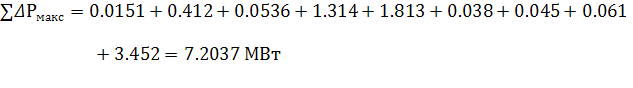 ∑𝛥Р_макс = 0.0151 + 0.412 + 0.0536 + 1.314 + 1.813 + 0.038 + 0.045 + 0.061
+ 3.452 = 7.2037 МВт